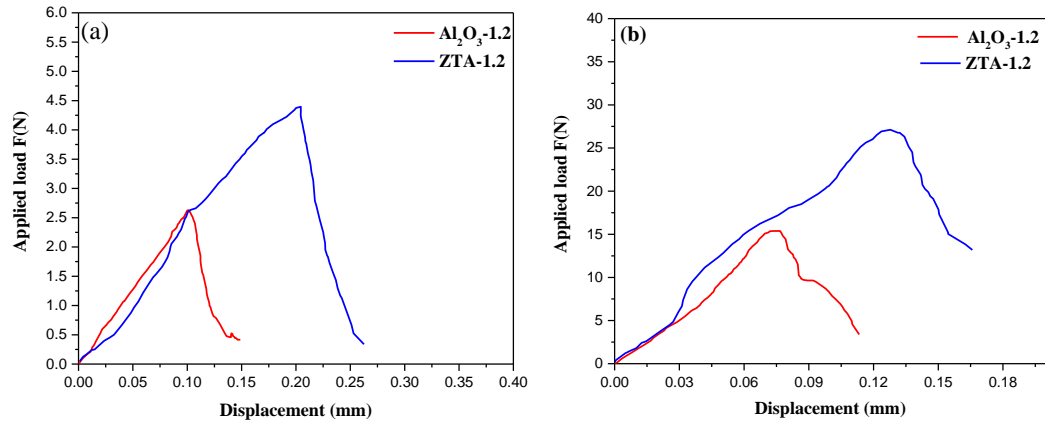 (a)
Al₂O₃-1.2
ZTA-1.2
6.0
5.5
5.0
4.5
4.0
3.5
3.0
2.5
2.0
1.5
1.0
0.5
0.0
Applied load F(N)
0.00 0.05 0.10 0.15 0.20 0.25 0.30 0.35 0.40
Displacement (mm)
(b)
Al₂O₃-1.2
ZTA-1.2
40
35
30
25
20
15
10
5
0
Applied load F(N)
0.00 0.03 0.06 0.09 0.12 0.15 0.18
Displacement (mm)